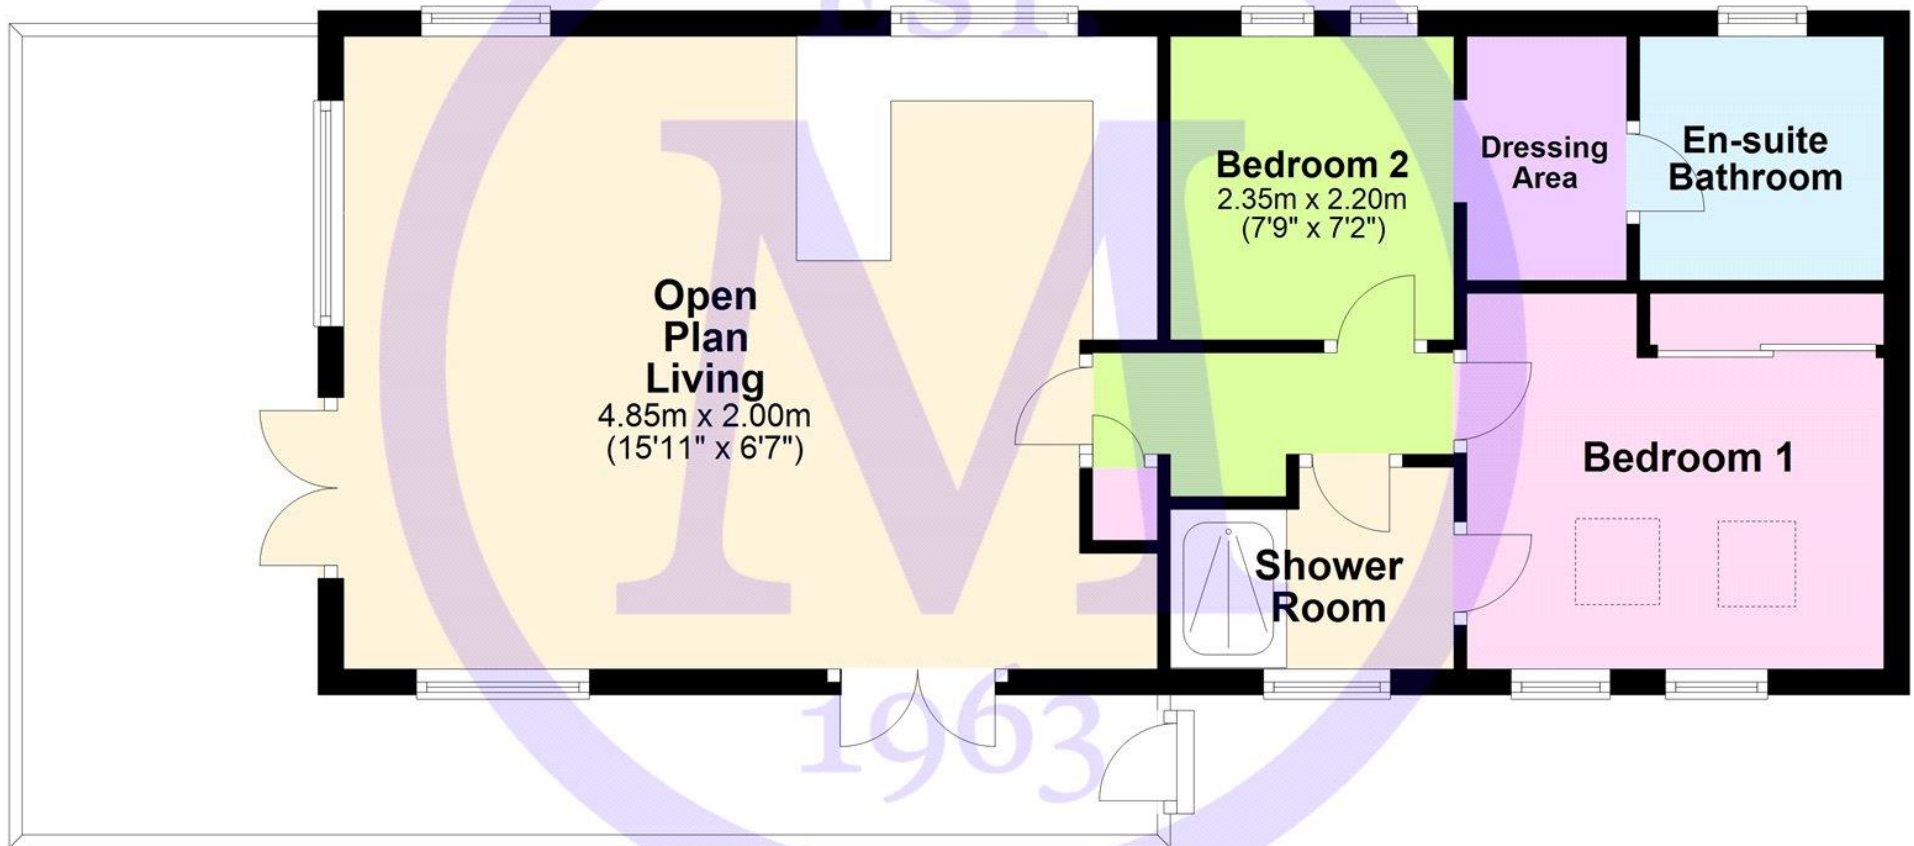 EST.
Bedroom 2
2.35m x 2.20m
(7'9" x 7'2")
Dressing
Area
En-suite
Bathroom
Open
Plan
Living
4.85m x 2.00m
(15'11" x 6'7")
Bedroom 1
Shower
Room
M
1963